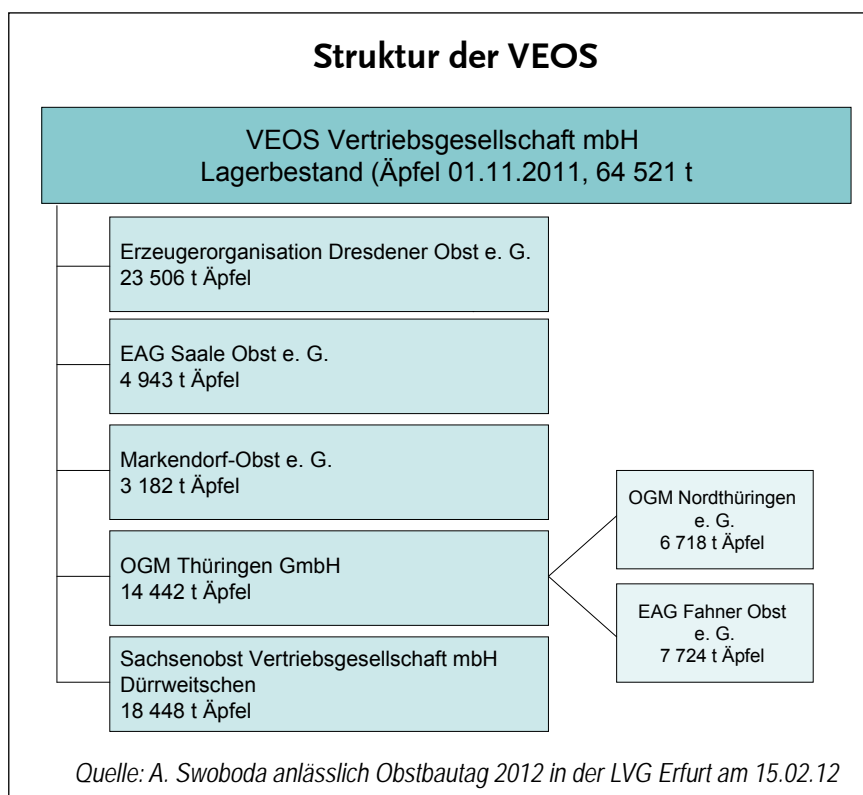 Struktur der VEOS
VEOS Vertriebsgesellschaft mbH
Lagerbestand (Äpfel 01.11.2011, 64 521 t
Erzeugerorganisation Dresdener Obst e. G.
23 506 t Äpfel
EAG Saale Obst e. G.
4 943 t Äpfel
Markendorf-Obst e. G.
3 182 t Äpfel
OGM Thüringen GmbH
14 442 t Äpfel
OGM Nordthüringen
e. G.
6 718 t Äpfel
EAG Fahner Obst
e. G.
7 724 t Äpfel
Sachsenobst Vertriebsgesellschaft mbH
Dürrweitschen
18 448 t Äpfel
Quelle: A. Swoboda anlässlich Obstbautag 2012 in der LVG Erfurt am 15.02.12